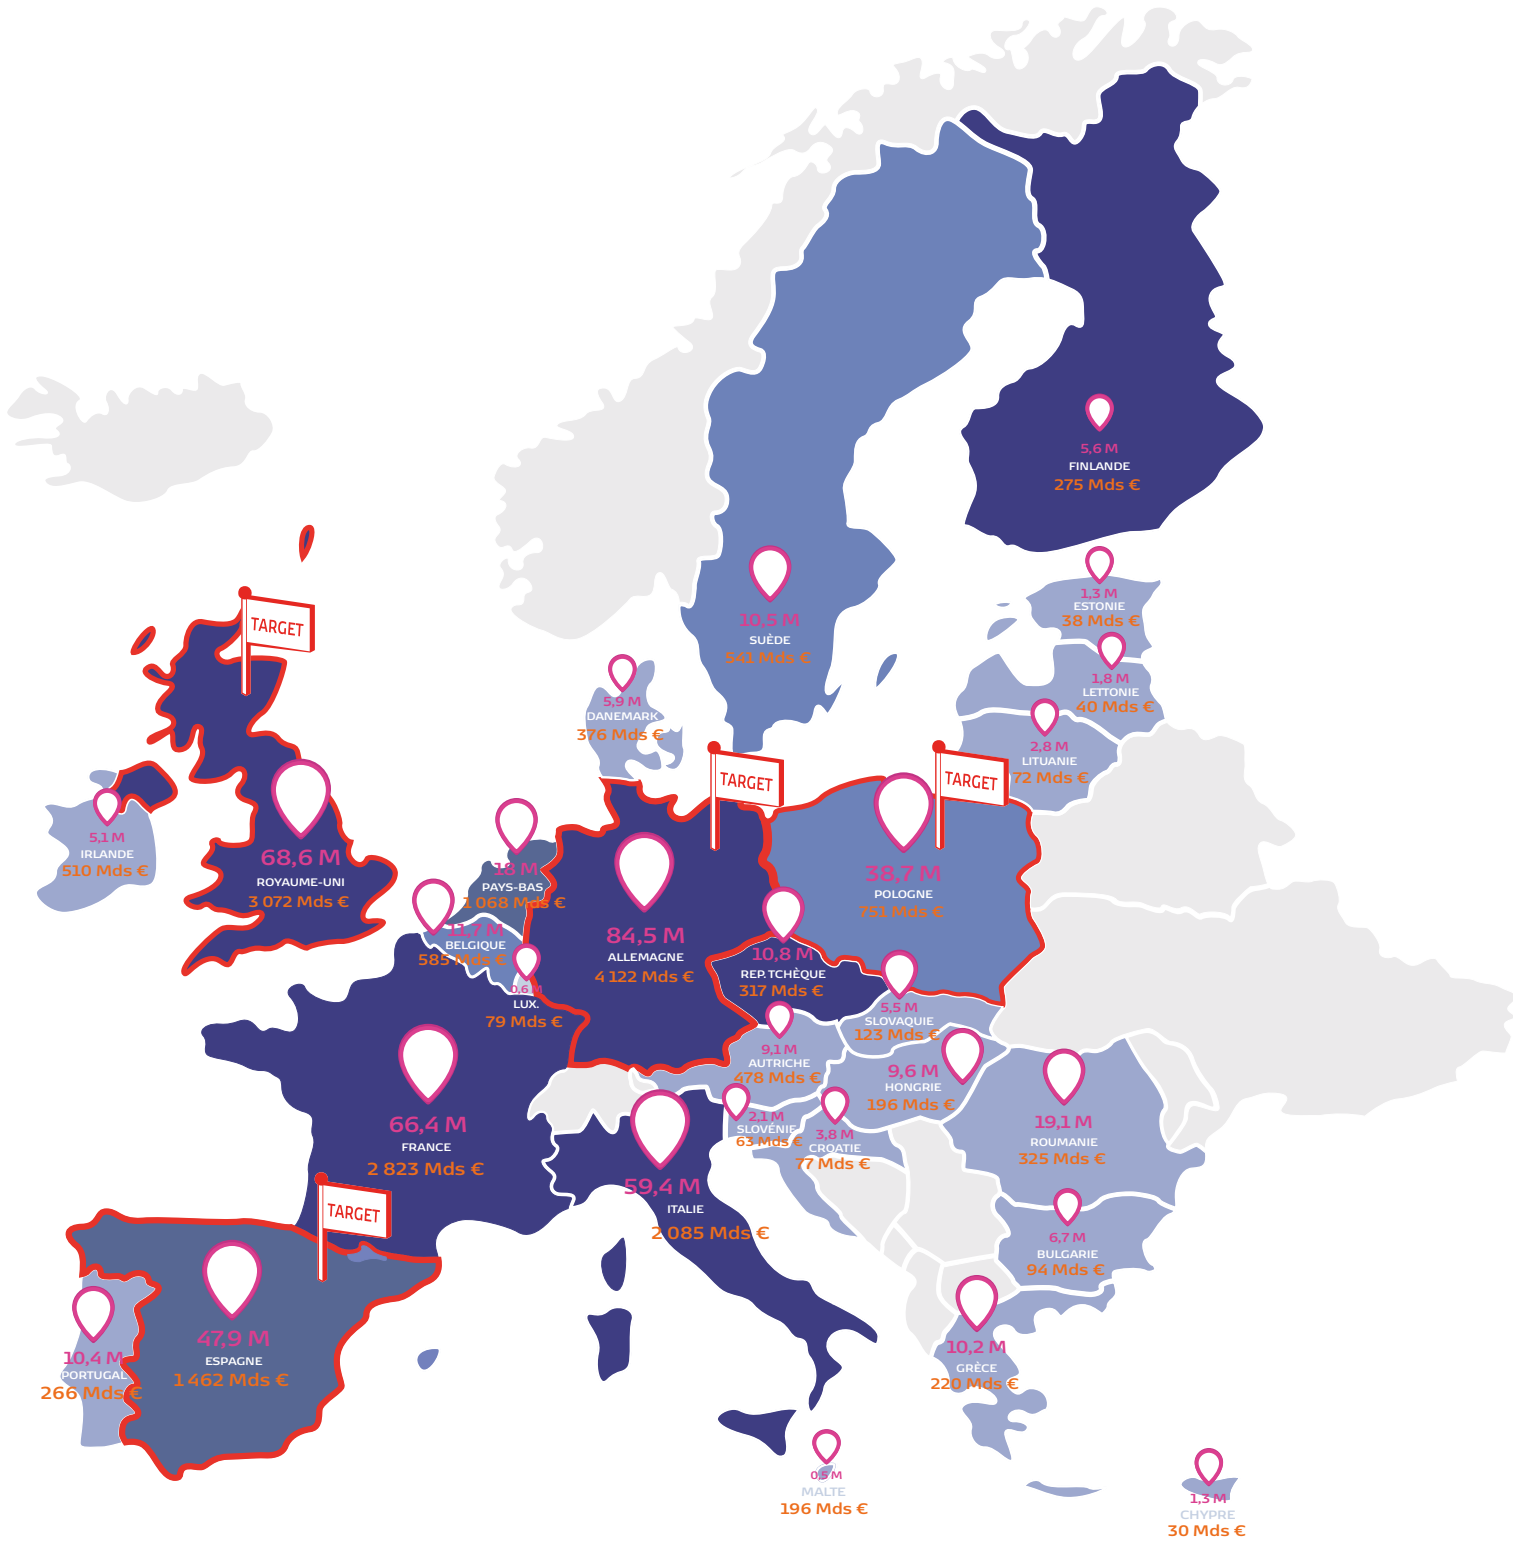 5,6 M
FINLANDE
275 Mds €
1,3 M
ESTONIE
38 Mds €
TARGET
10,5 M
SUÈDE
541 Mds €
1,8 M
LETTONIE
40 Mds €
5,9 M
DANEMARK
376 Mds €
2,8 M
LITUANIE
72 Mds €
TARGET
TARGET
5,1 M
IRLANDE
510 Mds €
68,6 M
ROYAUME-UNI
3 072 Mds €
18 M
PAYS-BAS
1 068 Mds €
38,7 M
POLOGNE
751 Mds €
11,7 M
BELGIQUE
585 Mds €
84,5 M
ALLEMAGNE
4 122 Mds €
10,8 M
REP. TCHÈQUE
317 Mds €
0,6 M
LUX.
79 Mds €
5,5 M
SLOVAQUIE
123 Mds €
9,1 M
AUTRICHE
478 Mds €
9,6 M
HONGRIE
196 Mds €
66,4 M
FRANCE
2 823 Mds €
2,1 M
SLOVÉNIE
63 Mds €
3,8 M
CROATIE
77 Mds €
19,1 M
ROUMANIE
325 Mds €
59,4 M
ITALIE
2 085 Mds €
TARGET
6,7 M
BULGARIE
94 Mds €
47,9 M
ESPAGNE
1 462 Mds €
10,4 M
PORTUGAL
266 Mds €
10,2 M
GRÈCE
220 Mds €
0,5 M
MALTE
196 Mds €
1,3 M
CHYPRE
30 Mds €